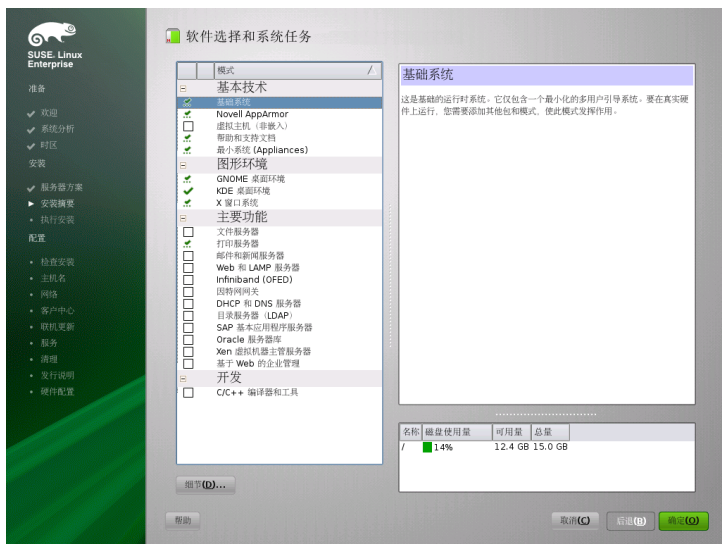 SUSE. Linux
Enterprise
准备
欢迎
系统分析
时区
安装
服务器方案
安装摘要
执行安装
配置
检查安装
主机名
网络
客户中心
联机更新
服务
清理
发行说明
硬件配置
软件选择和系统任务
模式
基本技术
基础系统
Novell AppArmor
虚拟主机（非嵌入）
帮助和支持文档
最小系统 (Appliances)
图形环境
GNOME 桌面环境
KDE 桌面环境
X 窗口系统
主要功能
文件服务器
打印服务器
邮件和新闻服务器
Web 和 LAMP 服务器
Infiniband (OFED)
因特网网关
DHCP 和 DNS 服务器
目录服务器（LDAP）
SAP 基本应用程序服务器
Oracle 服务器库
Xen 虚拟机器主管服务器
基于 Web 的企业管理
开发
C/C++ 编译器和工具
细节(D)...
基础系统
这是基础的运行时系统。它仅包含一个最小化的多用户引导系统。要在真实硬
件上运行，您需要添加其他包和模式，使此模式发挥作用。
名称 磁盘使用量 可用量 总量
/ 14% 12.4 GB 15.0 GB
帮助
取消(C) 后退(B) 确定(O)